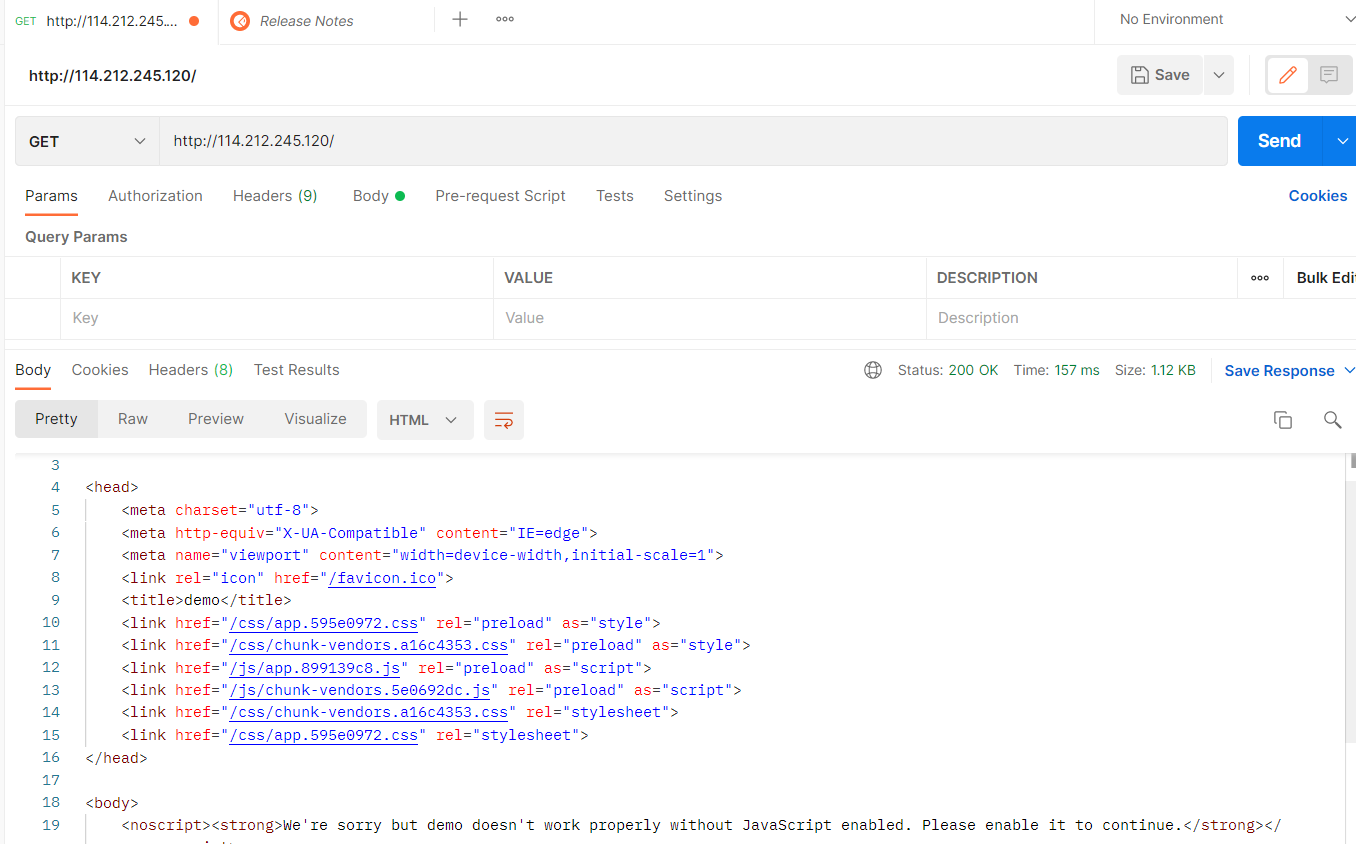 GET http://114.212.245.... Release Notes No Environment
http://114.212.245.120/ Save
GET http://114.212.245.120/ Send
Params Authorization Headers (9) Body Pre-request Script Tests Settings Cookies
Query Params
KEY VALUE DESCRIPTION Bulk Edi
Key Value Description
Body Cookies Headers (8) Test Results Status: 200 OK Time: 157 ms Size: 1.12 KB Save Response
Pretty Raw Preview Visualize HTML
3
4 <head>
5 <meta charset="utf-8">
6 <meta http-equiv="X-UA-Compatible" content="IE=edge">
7 <meta name="viewport" content="width=device-width,initial-scale=1">
8 <link rel="icon" href="/favicon.ico">
9 <title>demo</title>
10 <link href="/css/app.595e0972.css" rel="preload" as="style">
11 <link href="/css/chunk-vendors.a16c4353.css" rel="preload" as="style">
12 <link href="/js/app.899139c8.js" rel="preload" as="script">
13 <link href="/js/chunk-vendors.5e0692dc.js" rel="preload" as="script">
14 <link href="/css/chunk-vendors.a16c4353.css" rel="stylesheet">
15 <link href="/css/app.595e0972.css" rel="stylesheet">
16 </head>
17
18 <body>
19 <noscript><strong>We're sorry but demo doesn't work properly without JavaScript enabled. Please enable it to continue.</strong></